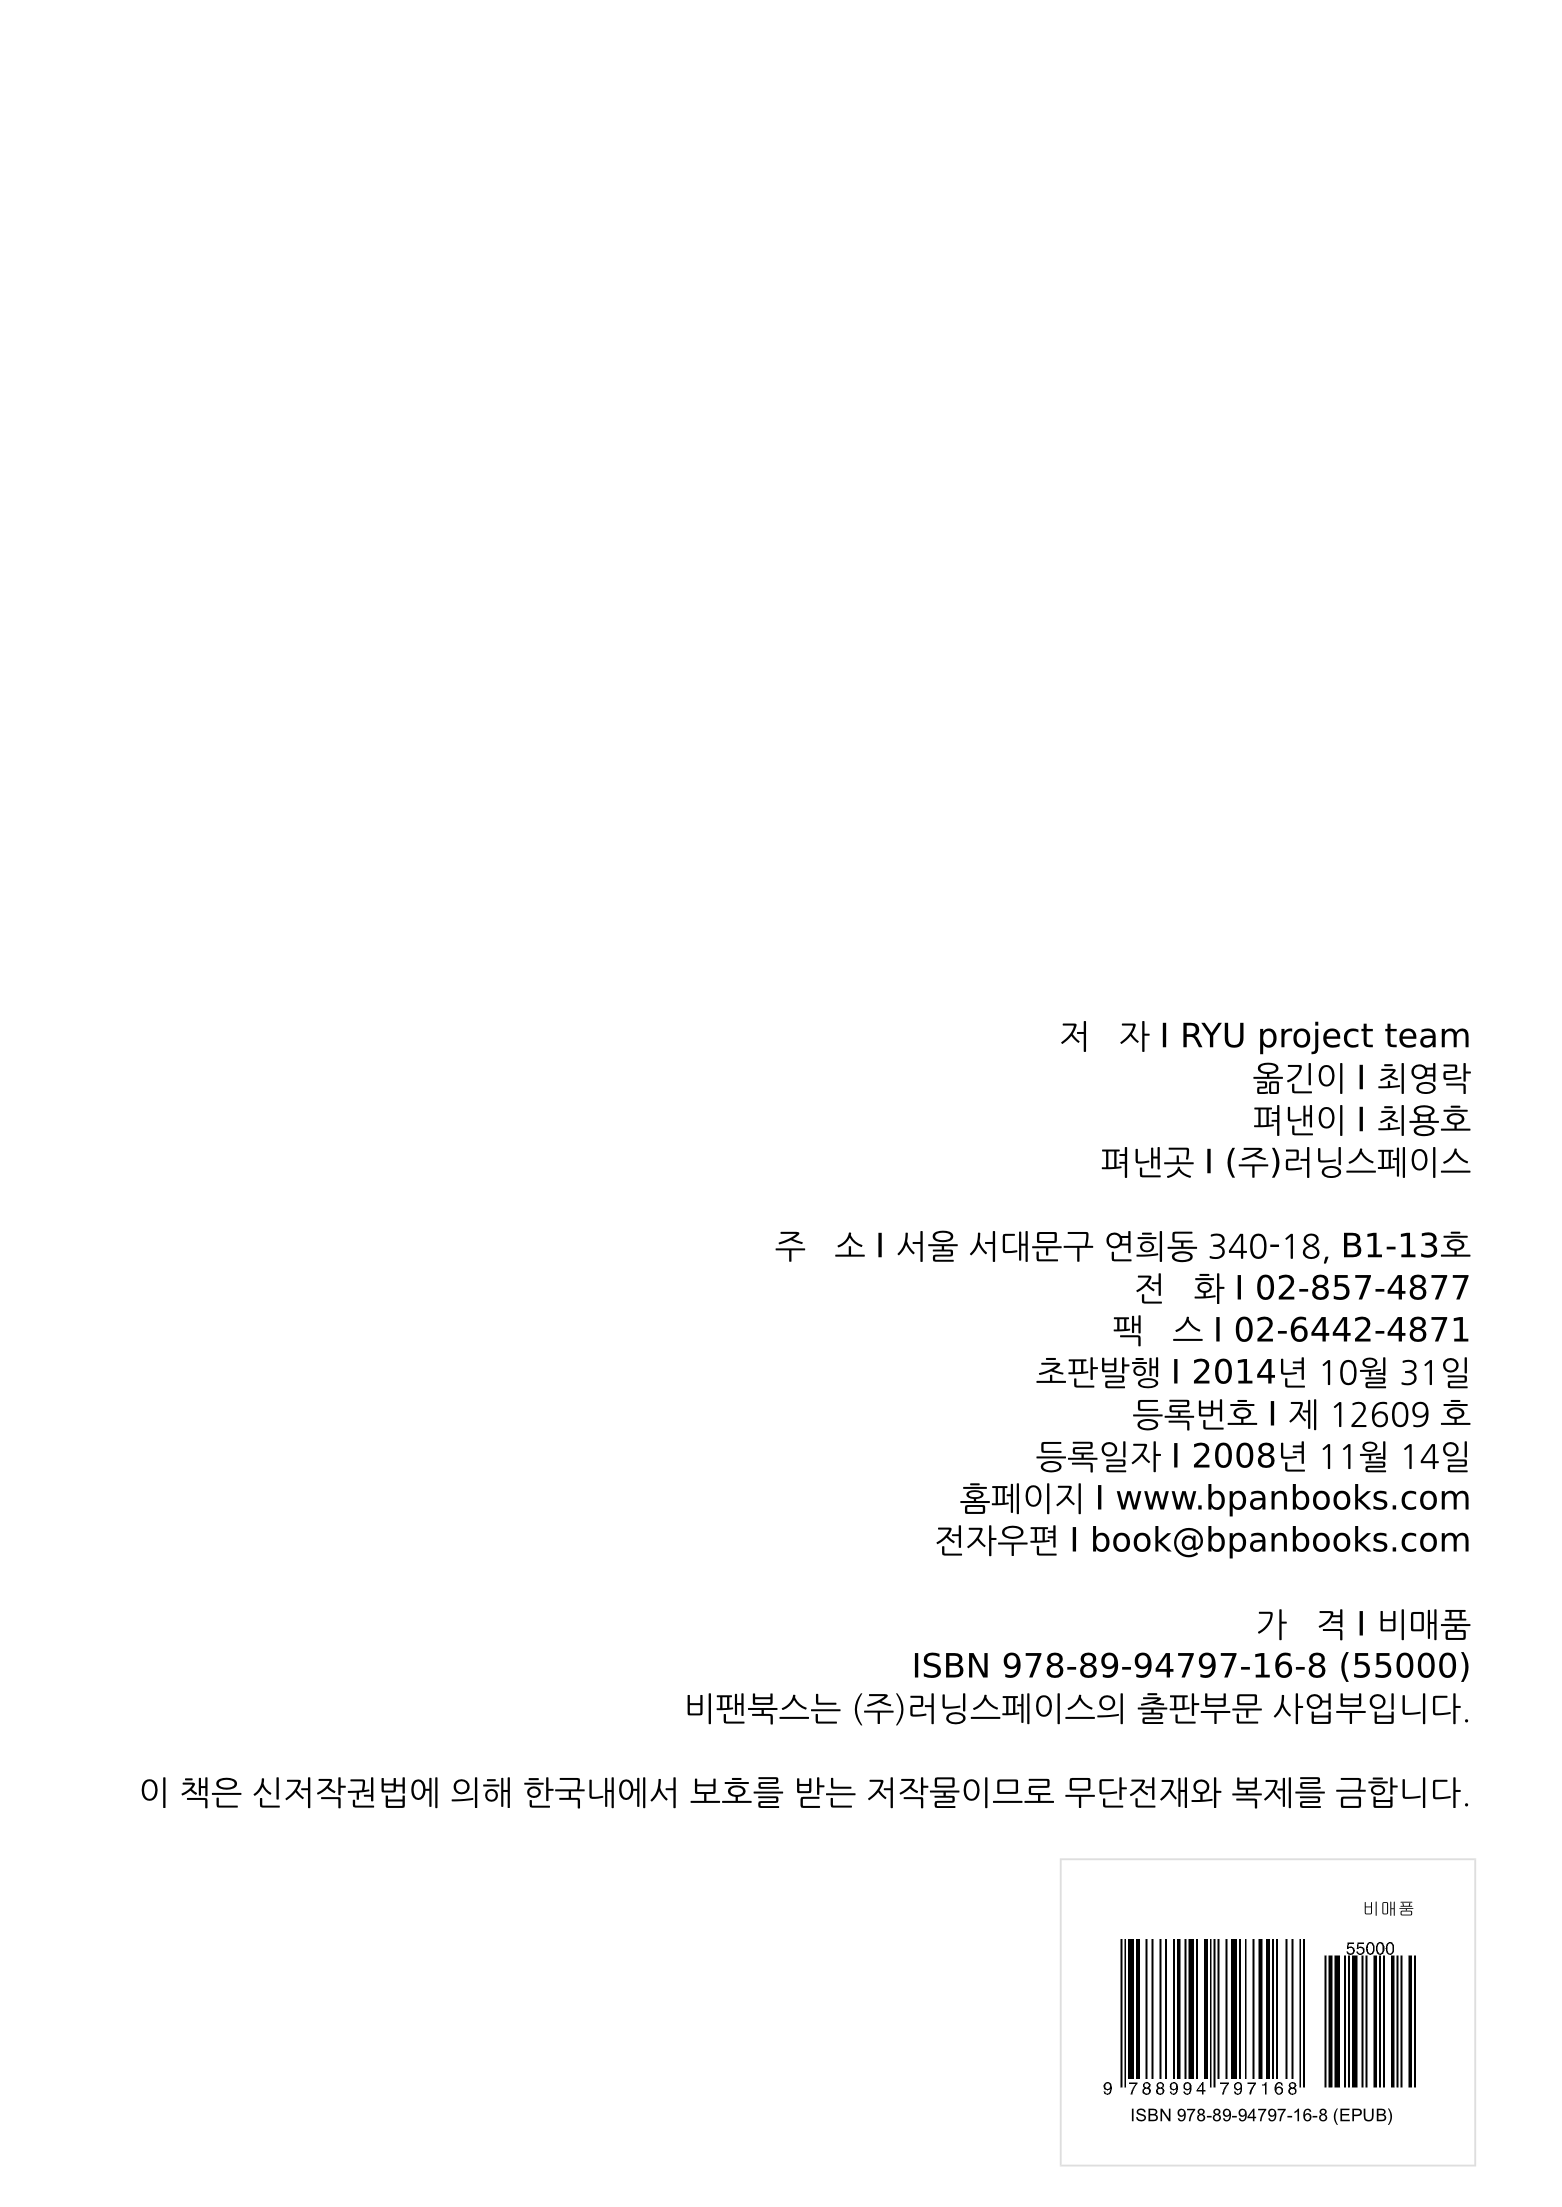 저 자 I RYU project team
옮긴이 I 최영락
펴낸이 I 최용호
펴낸곳 I (주)러닝스페이스
주 소 I 서울 서대문구 연희동 340-18, B1-13호
전 화 I 02-857-4877
팩 스 I 02-6442-4871
초판발행 I 2014년 10월 31일
등록번호 I 제 12609 호
등록일자 I 2008년 11월 14일
홈페이지 I www.bpanbooks.com
전자우편 I book@bpanbooks.com
가 격 I 비매품
ISBN 978-89-94797-16-8 (55000)
비팬북스는 (주)러닝스페이스의 출판부문 사업부입니다.
이 책은 신저작권법에 의해 한국내에서 보호를 받는 저작물이므로 무단전재와 복제를 금합니다.
비매품
55000
9 788994 797168
ISBN 978-89-94797-16-8 (EPUB)